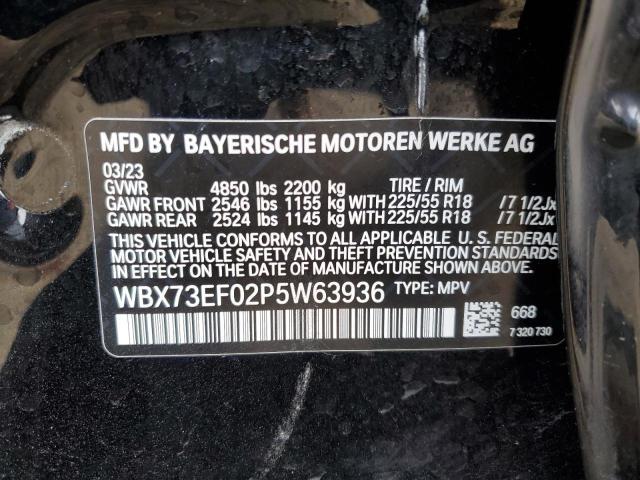 MFD BY BAYERISCHE MOTOREN WERKE AG
03/23
GVWR 4850 lbs 2200 kg TIRE / RIM
GAWR FRONT 2546 lbs 1155 kg WITH 225/55 R18 /7 1/2Jx
GAWR REAR 2524 lbs 1145 kg WITH 225/55 R18 /7 1/2Jx
THIS VEHICLE CONFORMS TO ALL APPLICABLE U.S. FEDERAL
MOTOR VEHICLE SAFETY AND THEFT PREVENTION
STANDARDS IN EFFECT ON THE DATE OF MANUFACTURE
SHOWN ABOVE.
WBX73EF02P5W63936 TYPE: MPV
668
7 320 730